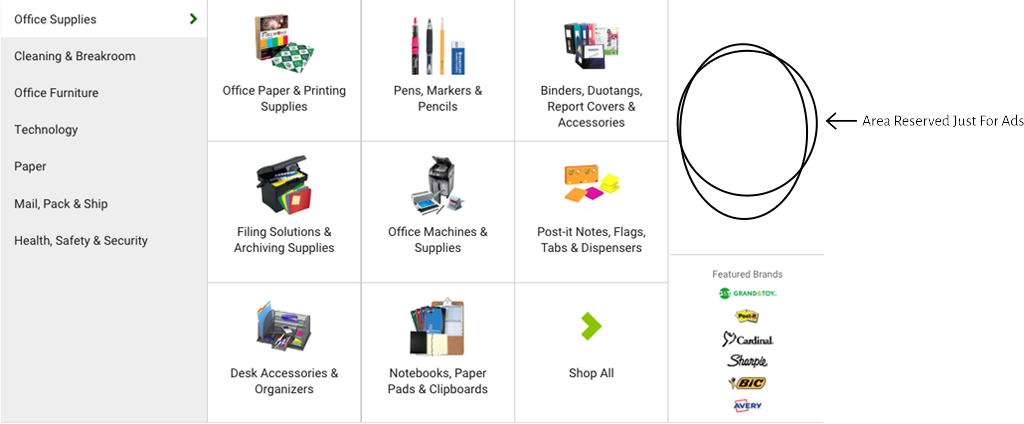 Office Supplies
Cleaning & Breakroom
Office Furniture
Technology
Paper
Mail, Pack & Ship
Health, Safety & Security
Office Paper & Printing
Supplies
Pens, Markers &
Pencils
Binders, Duotangs,
Report Covers &
Accessories
Filing Solutions &
Archiving Supplies
Office Machines &
Supplies
Post-it Notes, Flags,
Tabs & Dispensers
Desk Accessories &
Organizers
Notebooks, Paper
Pads & Clipboards
Shop All
Area Reserved Just For Ads
Featured Brands
GRAND&TOY
Post-it
Cardinal
Sharpie
BIC
AVERY